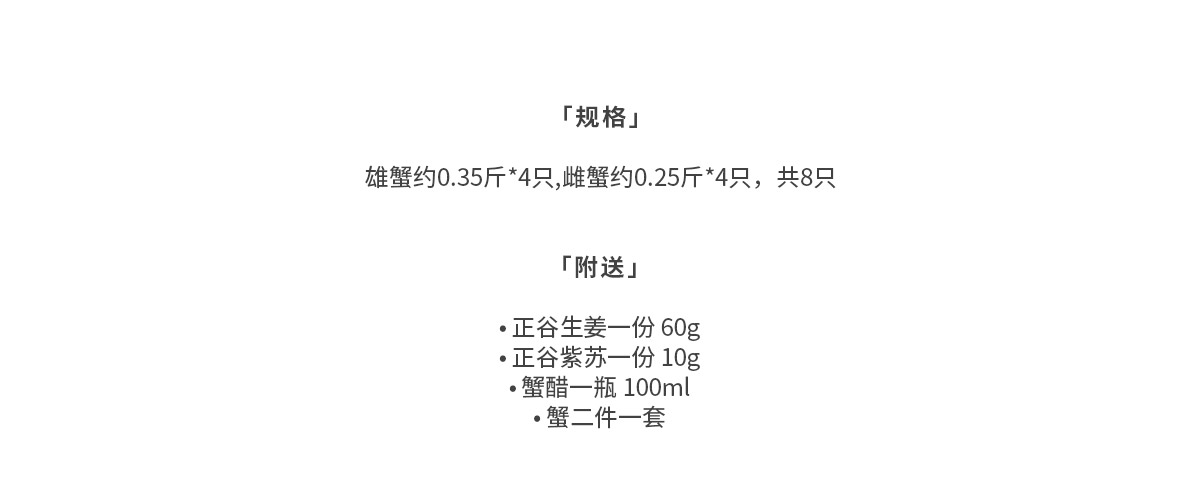 「规格」
雄蟹约0.35斤*4只,雌蟹约0.25斤*4只，共8只
「附送」
• 正谷生姜一份 60g
• 正谷紫苏一份 10g
• 蟹醋一瓶 100ml
• 蟹二件一套